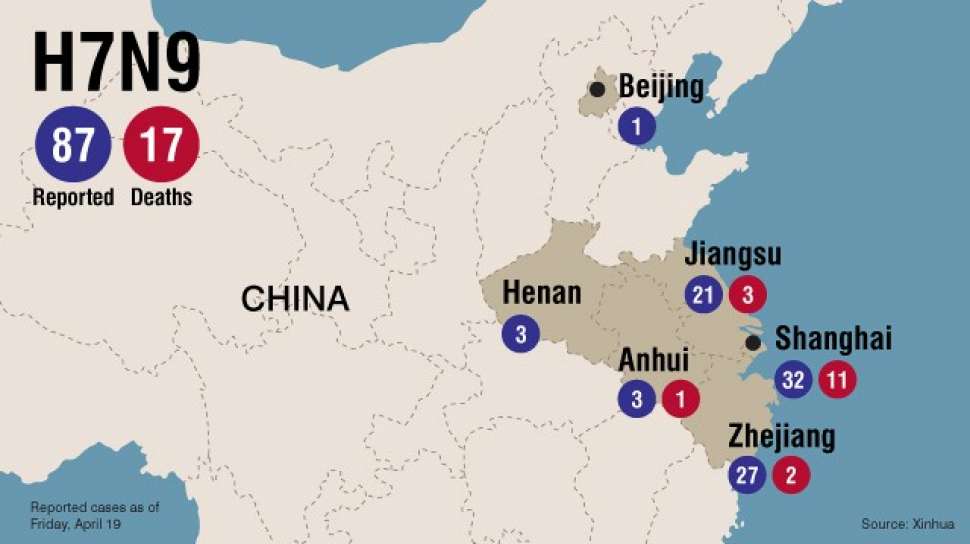 H7N9
87 17
Reported Deaths
Beijing
1
Jiangsu
21 3
Henan
3
CHINA
Shanghai
32 11
Anhui
3 1
Zhejiang
27 2
Reported cases as of
Friday, April 19
Source: Xinhua